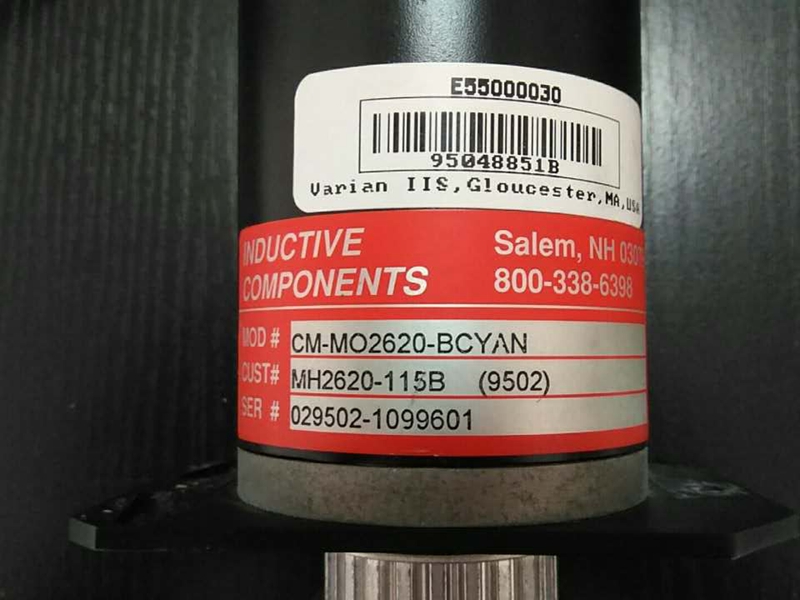 E55000030
95048851B
Varian IIS,Gloucester,MA,USA
INDUCTIVE
COMPONENTS
Salem, NH
800-338-6398
MOD # CM-MO2620-BCYAN
CUST# MH2620-115B (9502)
SER # 029502-1099601